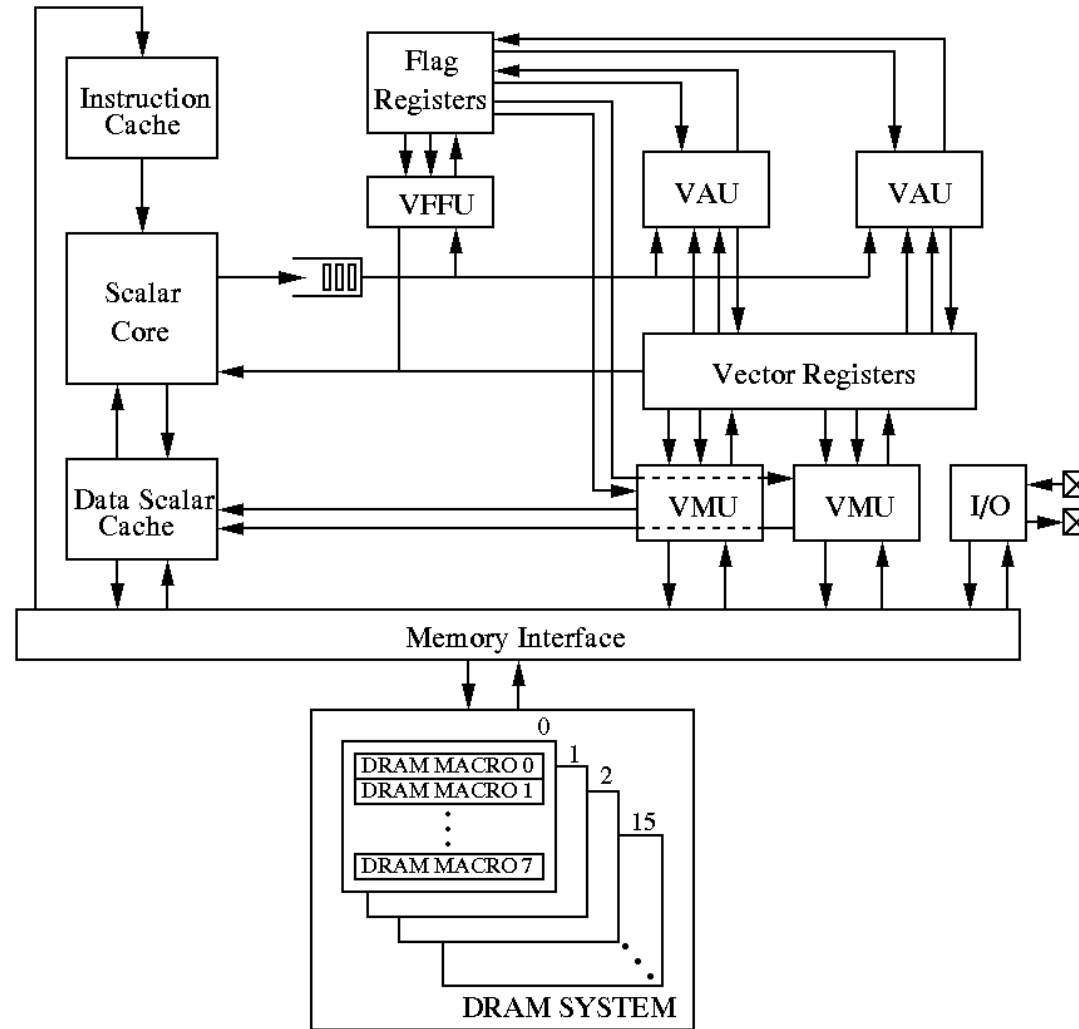 Instruction
Cache
Flag
Registers
VFFU
VAU
VAU
Scalar
Core
Vector Registers
Data Scalar
Cache
VMU
VMU
I/O
Memory Interface
0
1
2
15
DRAM MACRO 0
DRAM MACRO 1
DRAM MACRO 7
DRAM SYSTEM